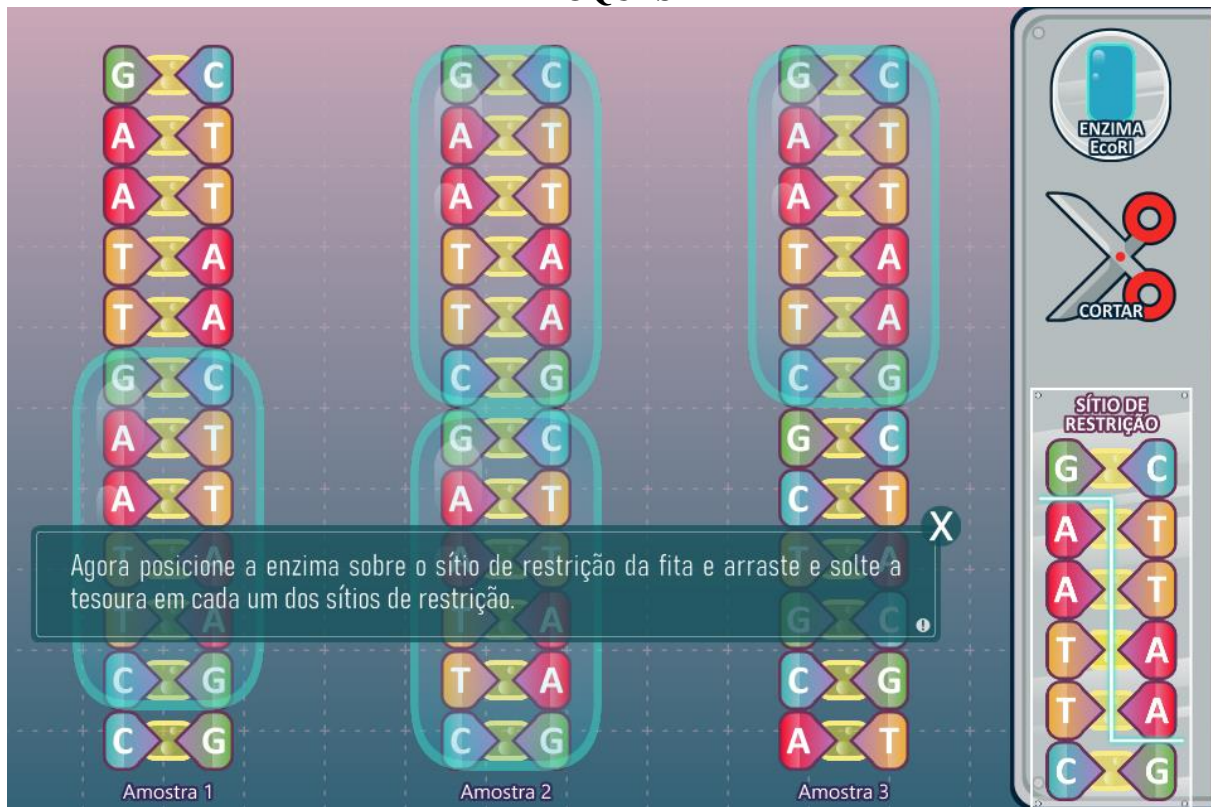 G C
A T
A T
T A
T A
G C
A T
A T
T A
C G
C G
Amostra 1
G C
A T
A T
T A
T A
C G
G C
A T
T A
T A
C G
Amostra 2
G C
A T
A T
T A
T A
C G
G C
C T
G C
C G
A T
Amostra 3
Agora posicione a enzima sobre o sítio de restrição da fita e arraste e solte a
tesoura em cada um dos sítios de restrição.
X
ENZIMA
EcoRI
CORTAR
SÍTIO DE
RESTRIÇÃO
G C
A T
A T
T A
T A
C G